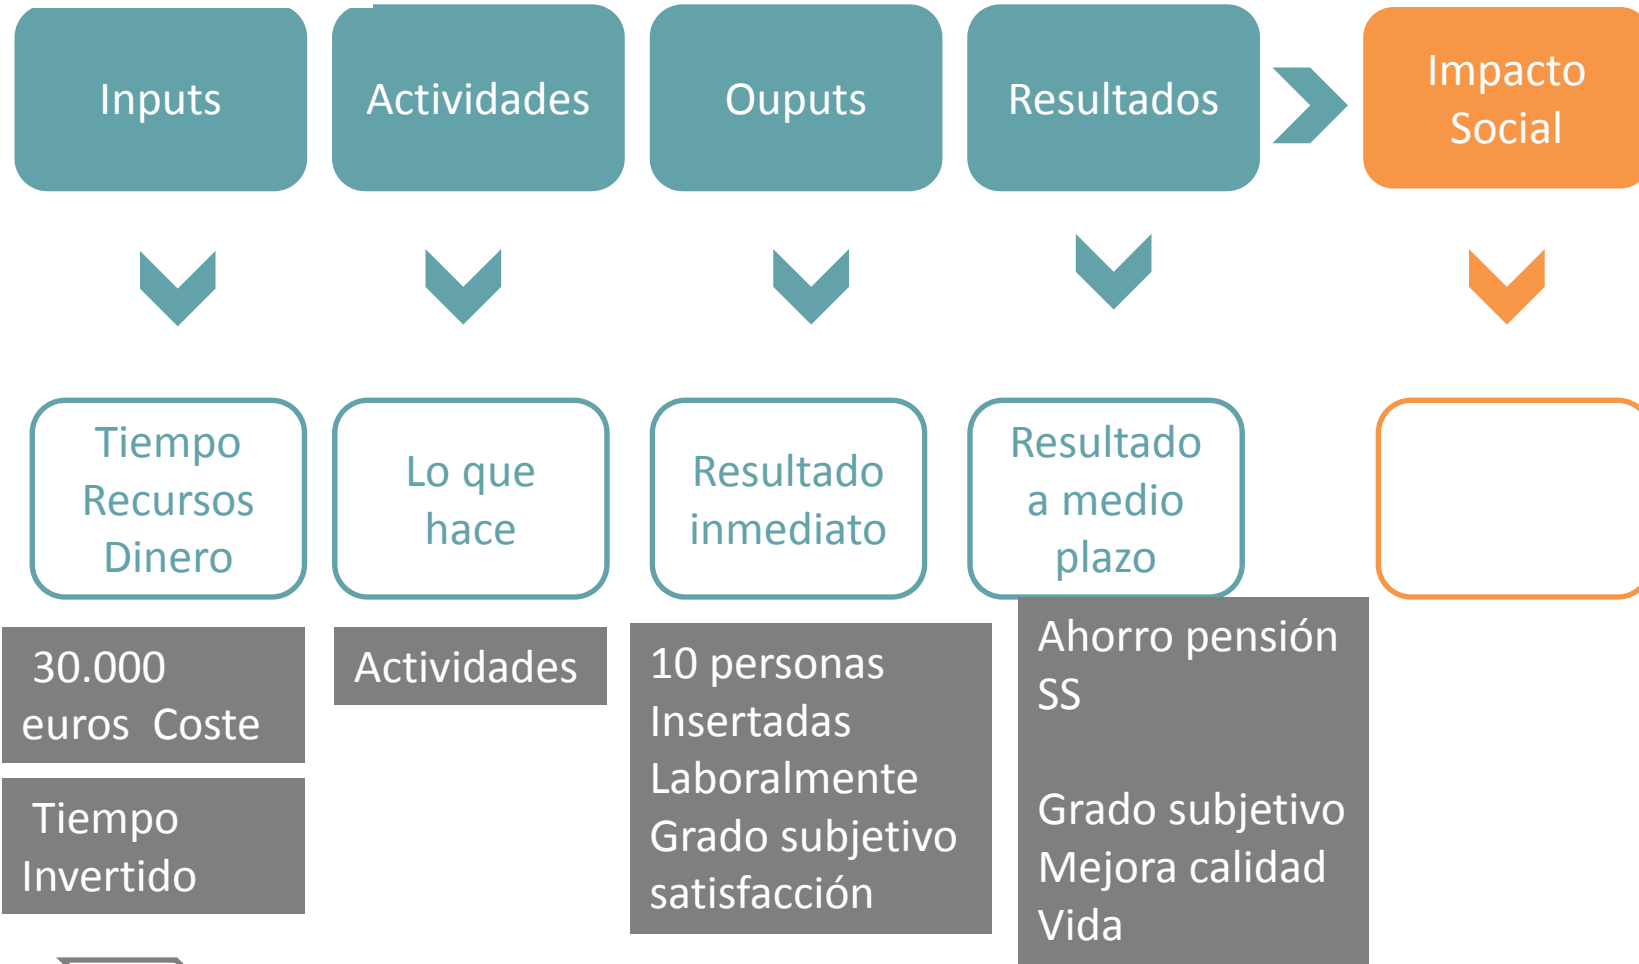 Inputs
Actividades
Ouputs
Resultados
Impacto
Social
Tiempo
Recursos
Dinero
Lo que
hace
Resultado
inmediato
Resultado
a medio
plazo
30.000
euros Coste
Tiempo
Invertido
Actividades
10 personas
Insertadas
Laboralmente
Grado subjetivo
satisfacción
Ahorro pensión
SS
Grado subjetivo
Mejora calidad
Vida